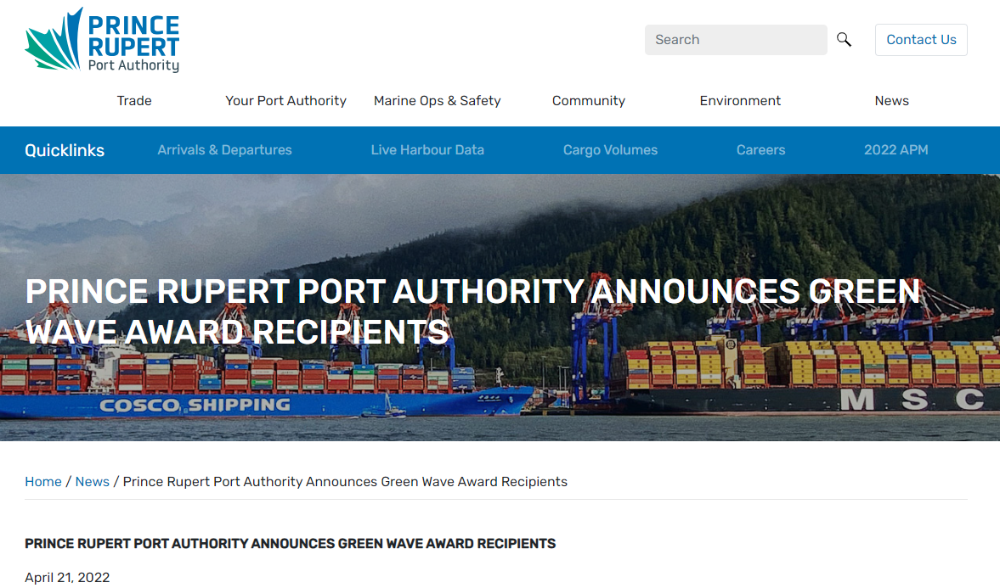 PRINCE
RUPERT
Port Authority
Search
Contact Us
Trade
Your Port Authority
Marine Ops & Safety
Community
Environment
News
Quicklinks
Arrivals & Departures
Live Harbour Data
Cargo Volumes
Careers
2022 APM
PRINCE RUPERT PORT AUTHORITY ANNOUNCES GREEN
WAVE AWARD RECIPIENTS
COSCO SHIPPING
M S C
Home / News / Prince Rupert Port Authority Announces Green Wave Award Recipients
PRINCE RUPERT PORT AUTHORITY ANNOUNCES GREEN WAVE AWARD RECIPIENTS
April 21, 2022